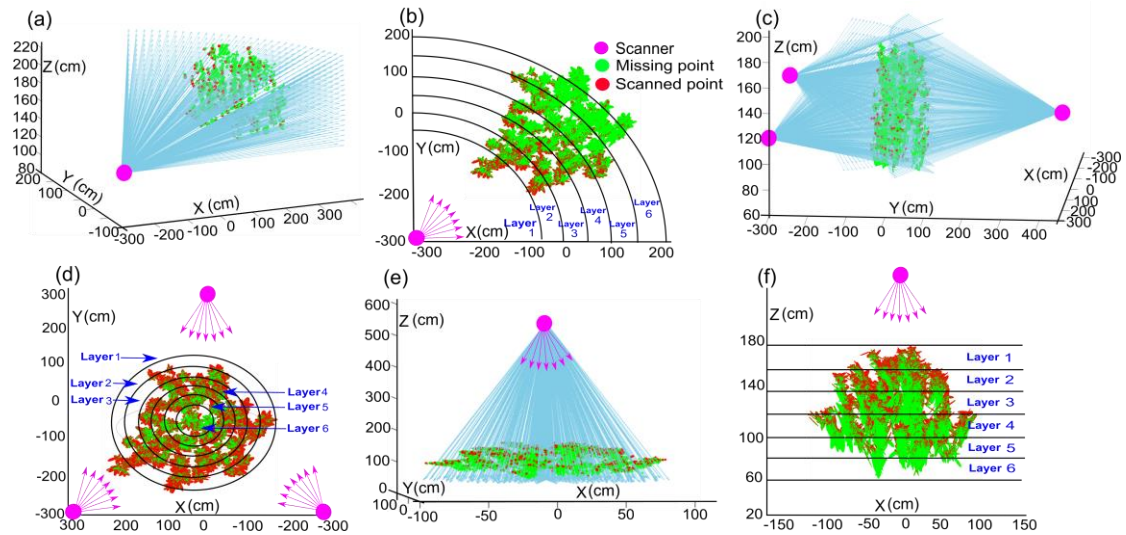 (a)
Z(cm)
220
200
180
160
140
120
100
80
200
100
0
-100
Y(cm)
X(cm)
-300
-200
-100
0
100
200
300
(b)
200
100
0
-100
-200
-300
Y(cm)
Scanner
Missing point
Scanned point
Layer 1
Layer 2
Layer 3
Layer 4
Layer 5
Layer 6
X(cm)
-300 -200 -100 0 100 200
(c)
200
180
160
140
120
100
80
60
Z(cm)
-300
-200
-100
0
100
200
300
X(cm)
Y(cm)
-300 -200 -100 0 100 200 300 400
(d)
300
200
100
0
-100
-200
-300
Y(cm)
Layer 1
Layer 2
Layer 3
Layer 4
Layer 5
Layer 6
X(cm)
300 200 100 0 -100 -200 -300
(e)
600
500
400
300
200
100
0
Z(cm)
Y(cm)
X(cm)
0
-100
-100 -50 0 50 100
(f)
Z(cm)
180
140
100
60
20
Layer 1
Layer 2
Layer 3
Layer 4
Layer 5
Layer 6
X(cm)
-150 -100 -50 0 50 100 150